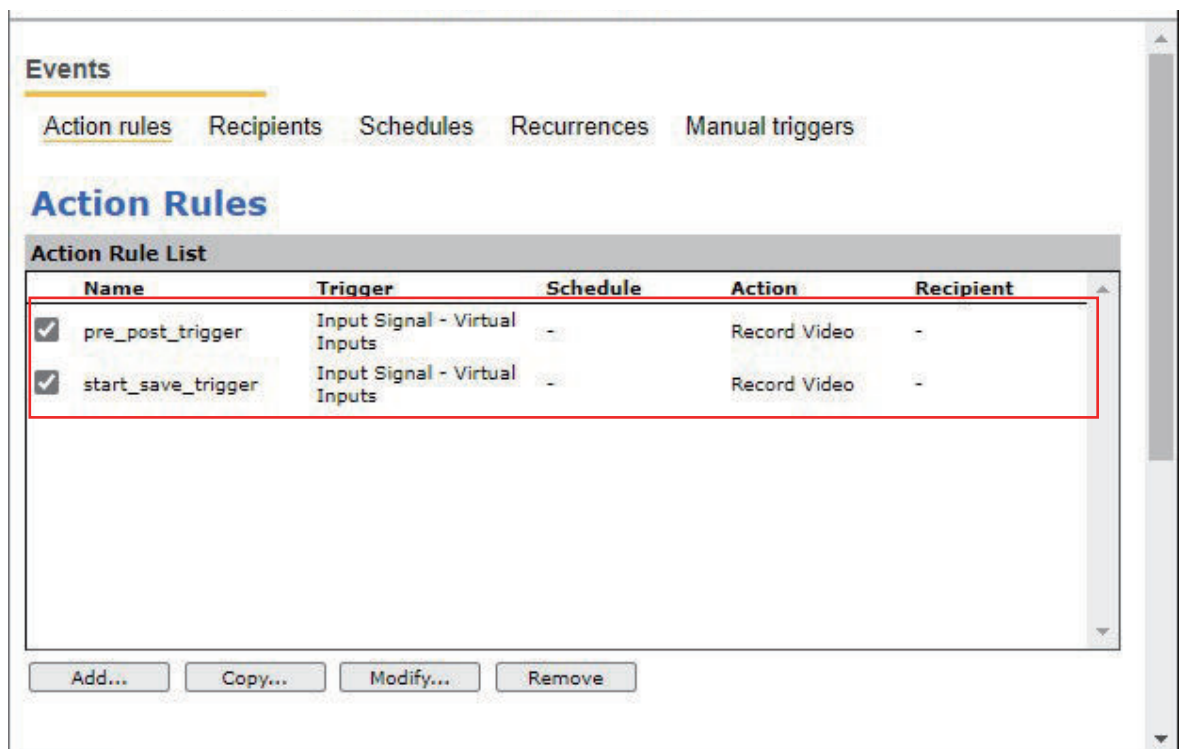 Events
Action rules Recipients Schedules Recurrences Manual triggers
Action Rules
Action Rule List
Name Trigger Schedule Action Recipient
pre_post_trigger Input Signal - Virtual Inputs - Record Video -
start_save_trigger Input Signal - Virtual Inputs - Record Video -
Add... Copy... Modify... Remove